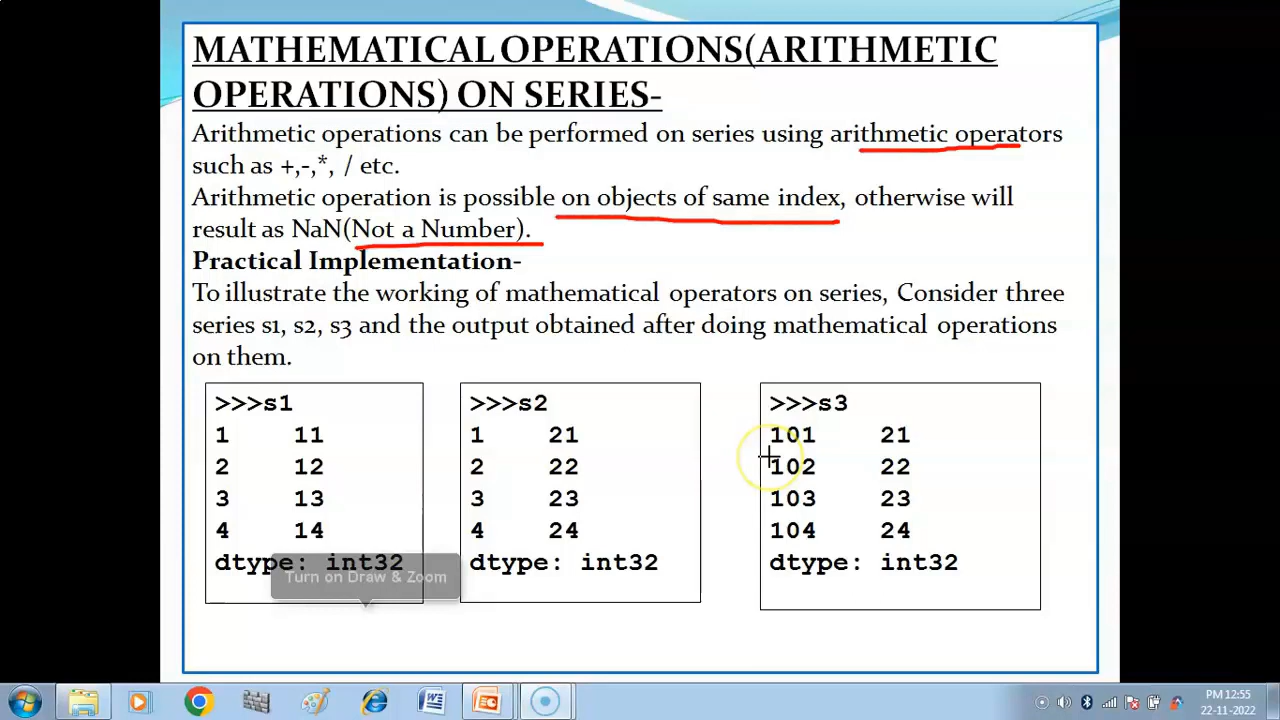 MATHEMATICAL OPERATIONS(ARITHMETIC
OPERATIONS) ON SERIES-
Arithmetic operations can be performed on series using arithmetic operators
such as +,-,*, / etc.
Arithmetic operation is possible on objects of same index, otherwise will
result as NaN(Not a Number).
Practical Implementation-
To illustrate the working of mathematical operators on series, Consider three
series s1, s2, s3 and the output obtained after doing mathematical operations
on them.
>>>s1
1 11
2 12
3 13
4 14
dtype: int32
>>>s2
1 21
2 22
3 23
4 24
dtype: int32
>>>s3
101 21
102 22
103 23
104 24
dtype: int32
Turn on Draw & Zoom
PM 12:55
22-11-2022